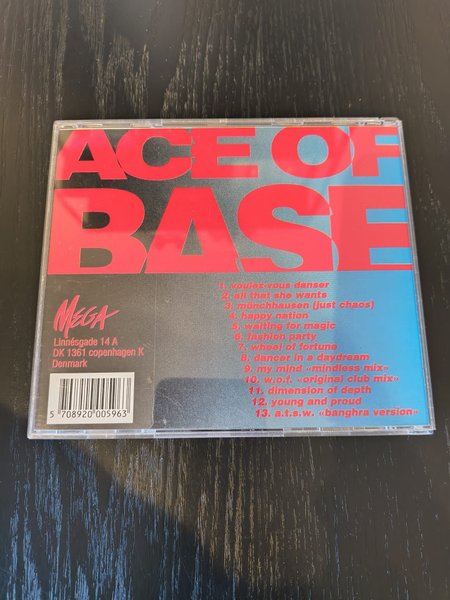 ACE OF
BASE
1. voulez-vous danser
2. all that she wants
3. münchhausen (just chaos)
4. happy nation
5. waiting for magic
6. fashion party
7. wheel of fortune
8. dancer in a daydream
9. my mind «mindless mix»
10. w.o.f. «original club mix»
11. dimension of depth
12. young and proud
13. a.t.s.w. «banghra version»
MEGA
Linnésgade 14 A
DK 1361 copenhagen K
Denmark
5 708920 005963